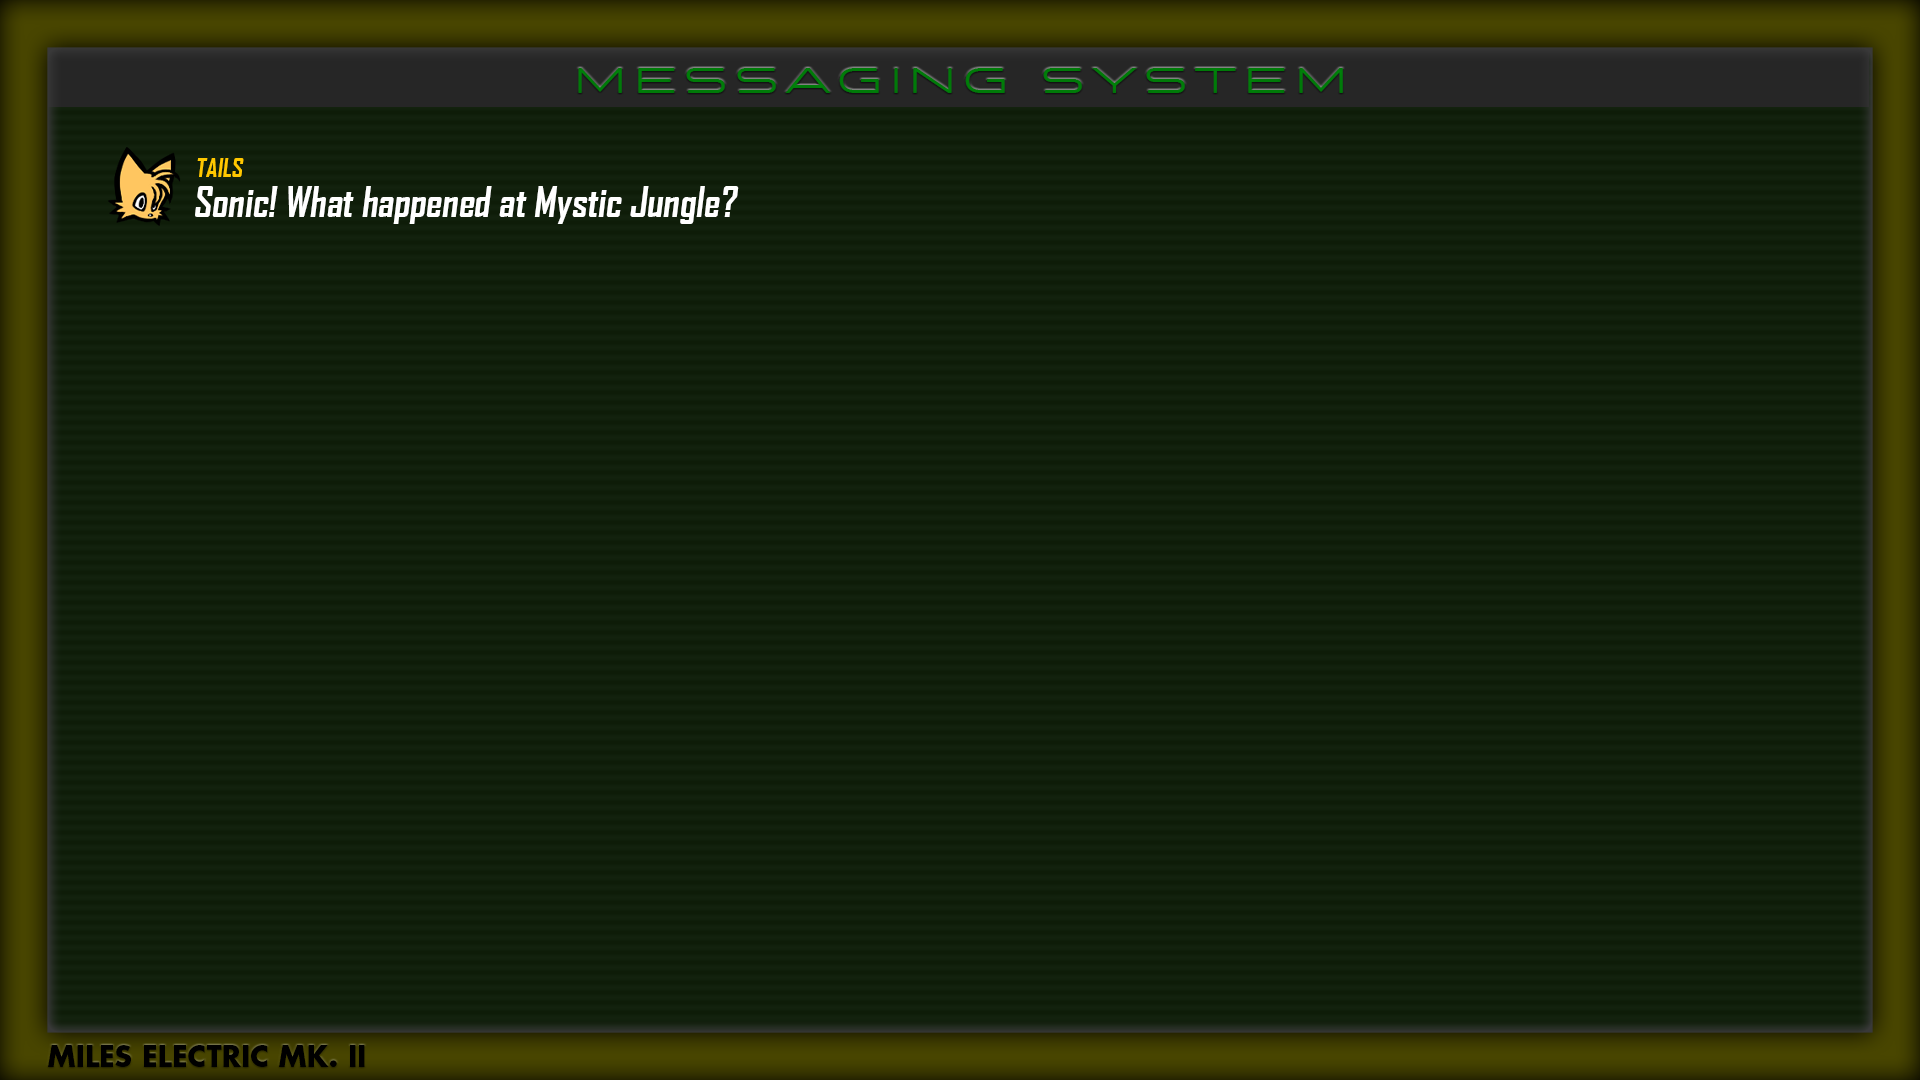 MESSAGING SYSTEM
TAILS
Sonic! What happened at Mystic Jungle?
MILES ELECTRIC MK. II